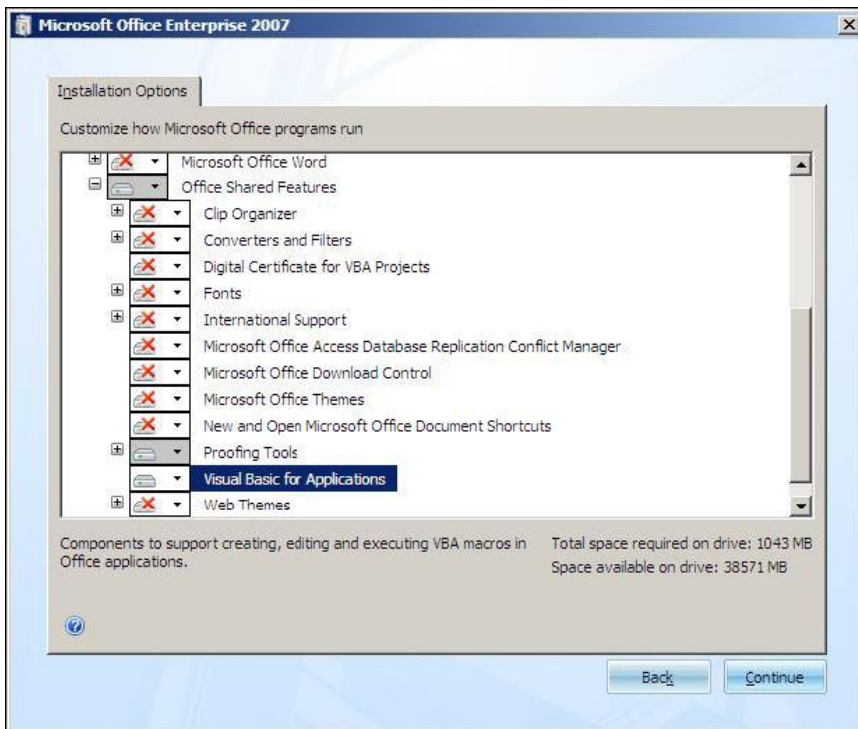 Microsoft Office Enterprise 2007
Installation Options
Customize how Microsoft Office programs run
Microsoft Office Word
Office Shared Features
Clip Organizer
Converters and Filters
Digital Certificate for VBA Projects
Fonts
International Support
Microsoft Office Access Database Replication Conflict Manager
Microsoft Office Download Control
Microsoft Office Themes
New and Open Microsoft Office Document Shortcuts
Proofing Tools
Visual Basic for Applications
Web Themes
Components to support creating, editing and executing VBA macros in
Office applications.
Total space required on drive: 1043 MB
Space available on drive: 38571 MB
Back
Continue